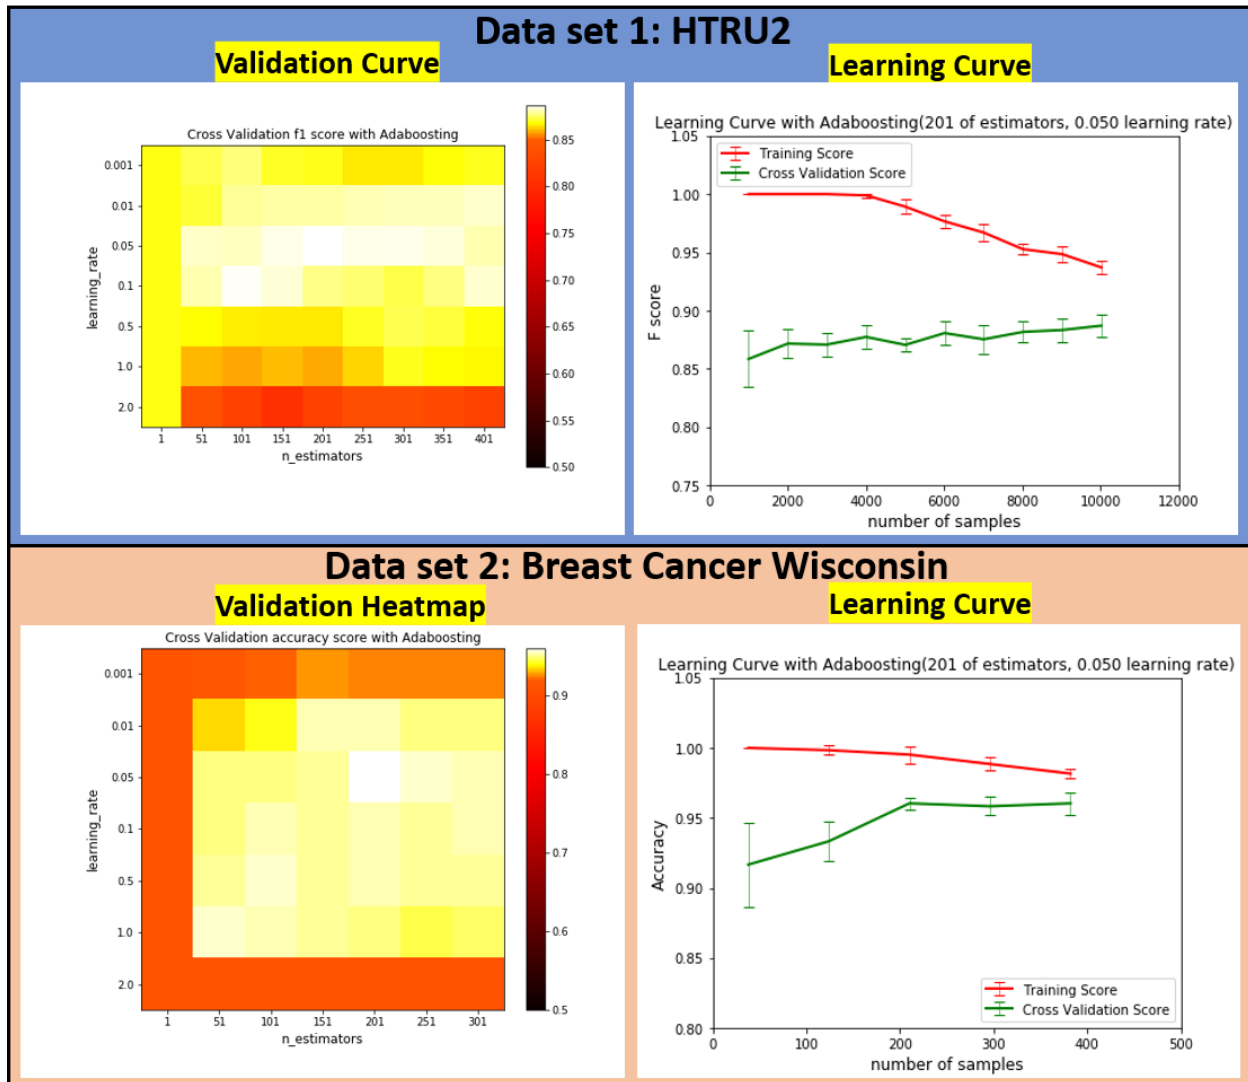 Data set 1: HTRU2
Validation Curve
Learning Curve
Cross Validation f1 score with Adaboosting
0.001
0.01
0.05
0.1
0.5
1.0
2.0
learning_rate
1 51 101 151 201 251 301 351 401
n_estimators
0.85
0.80
0.75
0.70
0.65
0.60
0.55
0.50
Learning Curve with Adaboosting(201 of estimators, 0.050 learning rate)
Training Score
Cross Validation Score
1.05
1.00
0.95
0.90
0.85
0.80
0.75
F score
0 2000 4000 6000 8000 10000 12000
number of samples
Data set 2: Breast Cancer Wisconsin
Validation Heatmap
Learning Curve
Cross Validation accuracy score with Adaboosting
0.001
0.01
0.05
0.1
0.5
1.0
2.0
learning_rate
1 51 101 151 201 251 301
n_estimators
0.9
0.8
0.7
0.6
0.5
Learning Curve with Adaboosting(201 of estimators, 0.050 learning rate)
1.05
1.00
0.95
0.90
0.85
0.80
Accuracy
Training Score
Cross Validation Score
0 100 200 300 400 500
number of samples